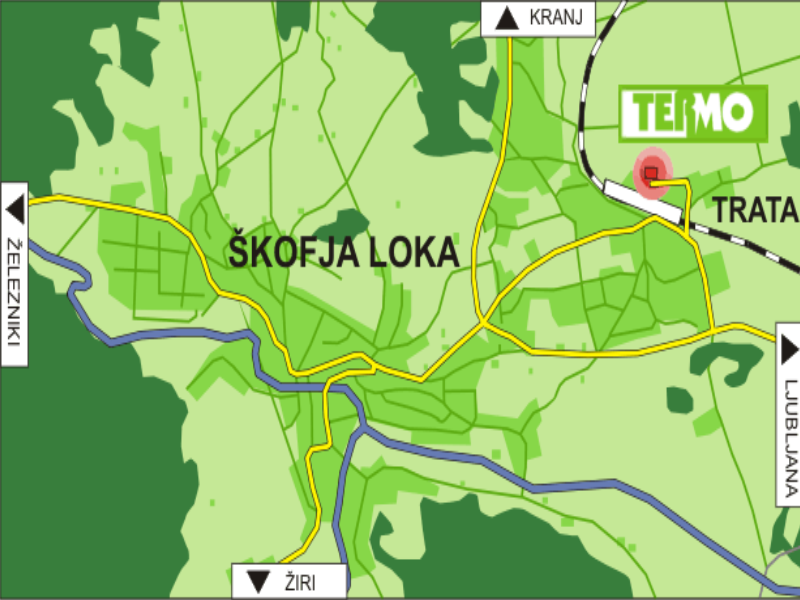 KRANJ
TERMO
TRATA
ŠKOFJA LOKA
ŽELEZNIKI
LJUBLJANA
ŽIRI